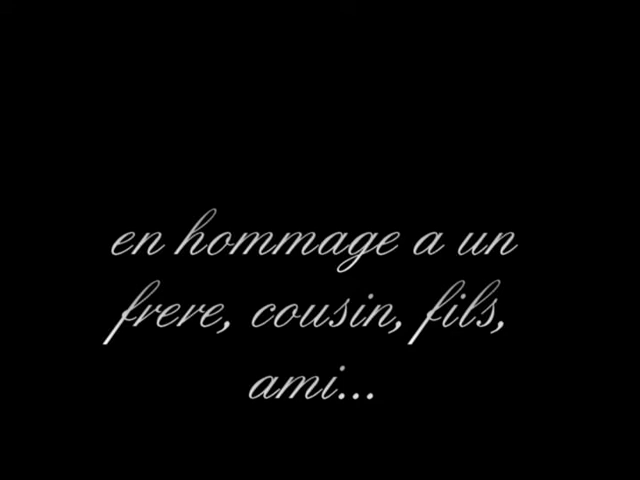 en hommage a un
frere, cousin, fils,
ami...